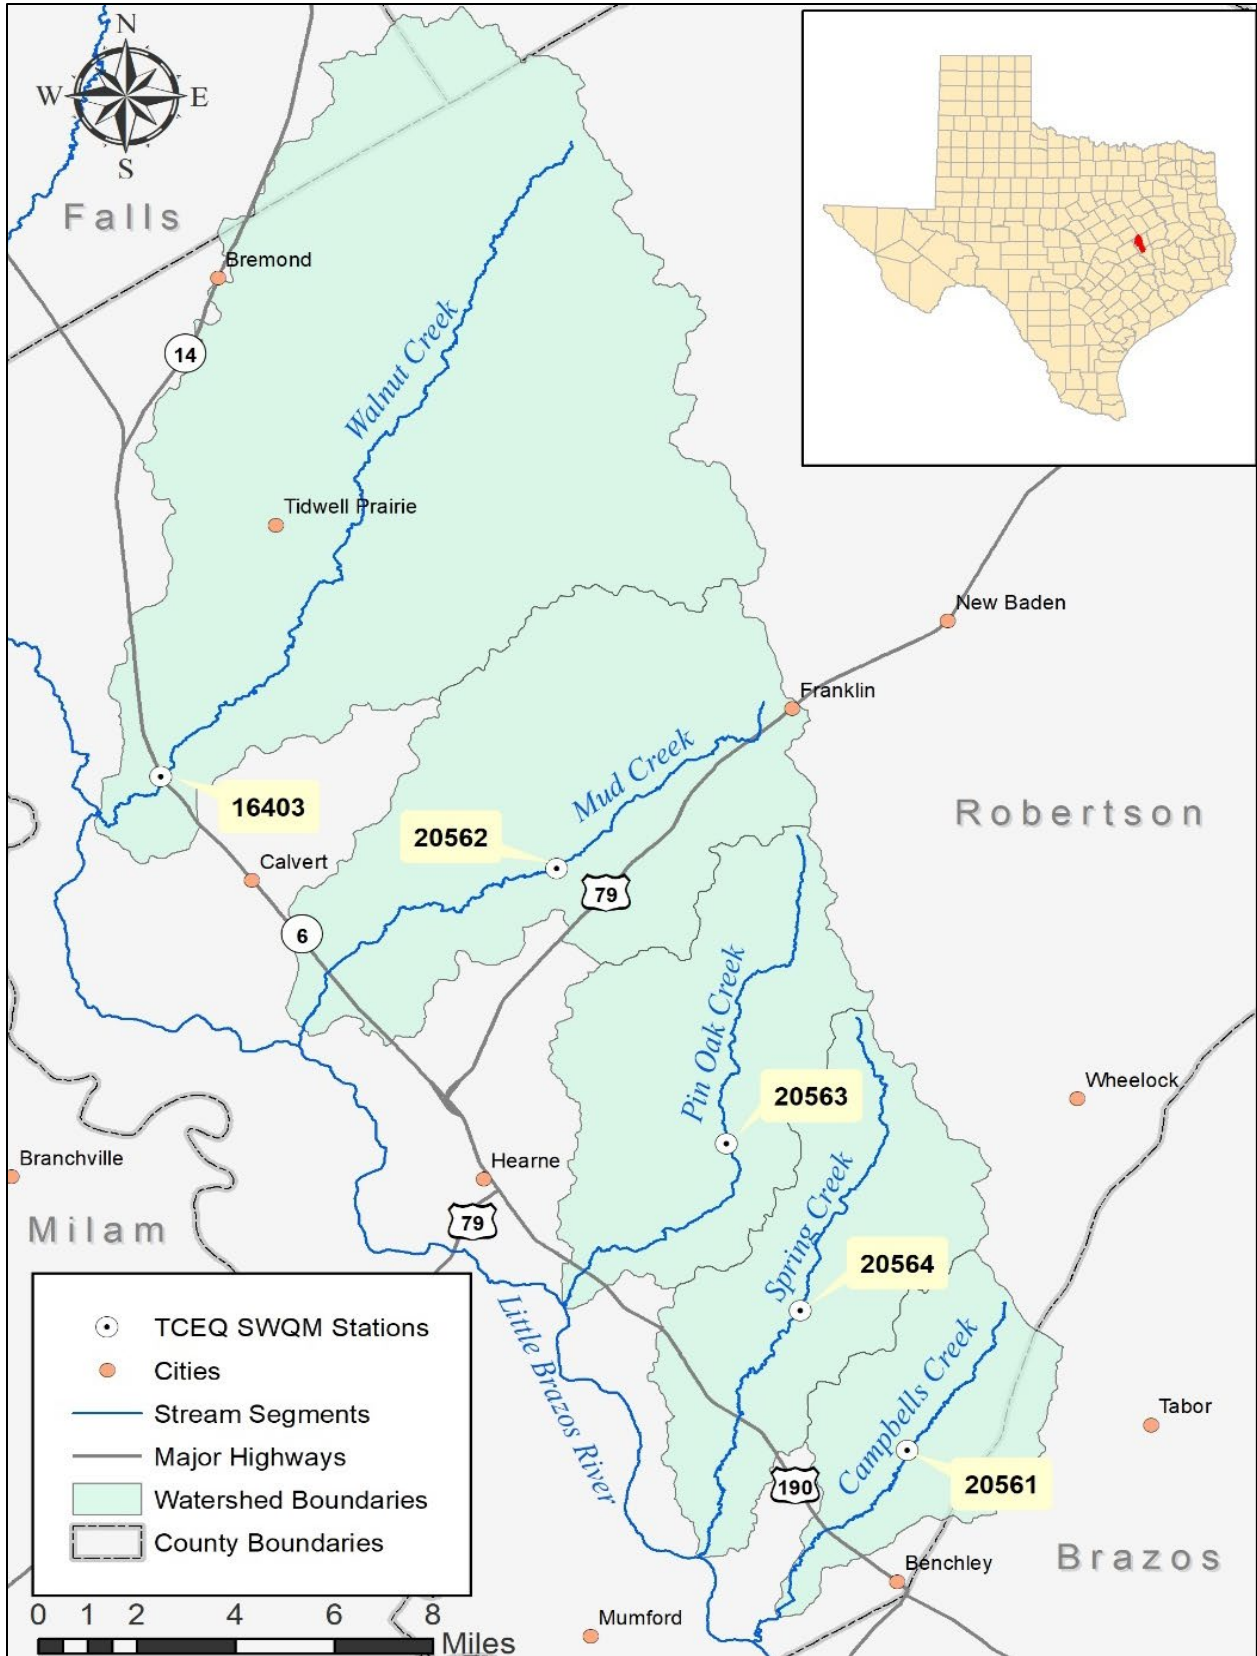 N
W E
S
Falls
Bremond
14
Walnut Creek
Tidwell Prairie
New Baden
Franklin
Mud Creek
16403
Robertson
20562
Calvert
79
6
Pin Oak Creek
20563
Wheelock
Branchville
Hearne
Milam
79
Spring Creek
20564
Little Brazos River
Campbells Creek
Tabor
190
20561
Benchley
Brazos
Mumford
TCEQ SWQM Stations
Cities
Stream Segments
Major Highways
Watershed Boundaries
County Boundaries
0 1 2 4 6 8
Miles